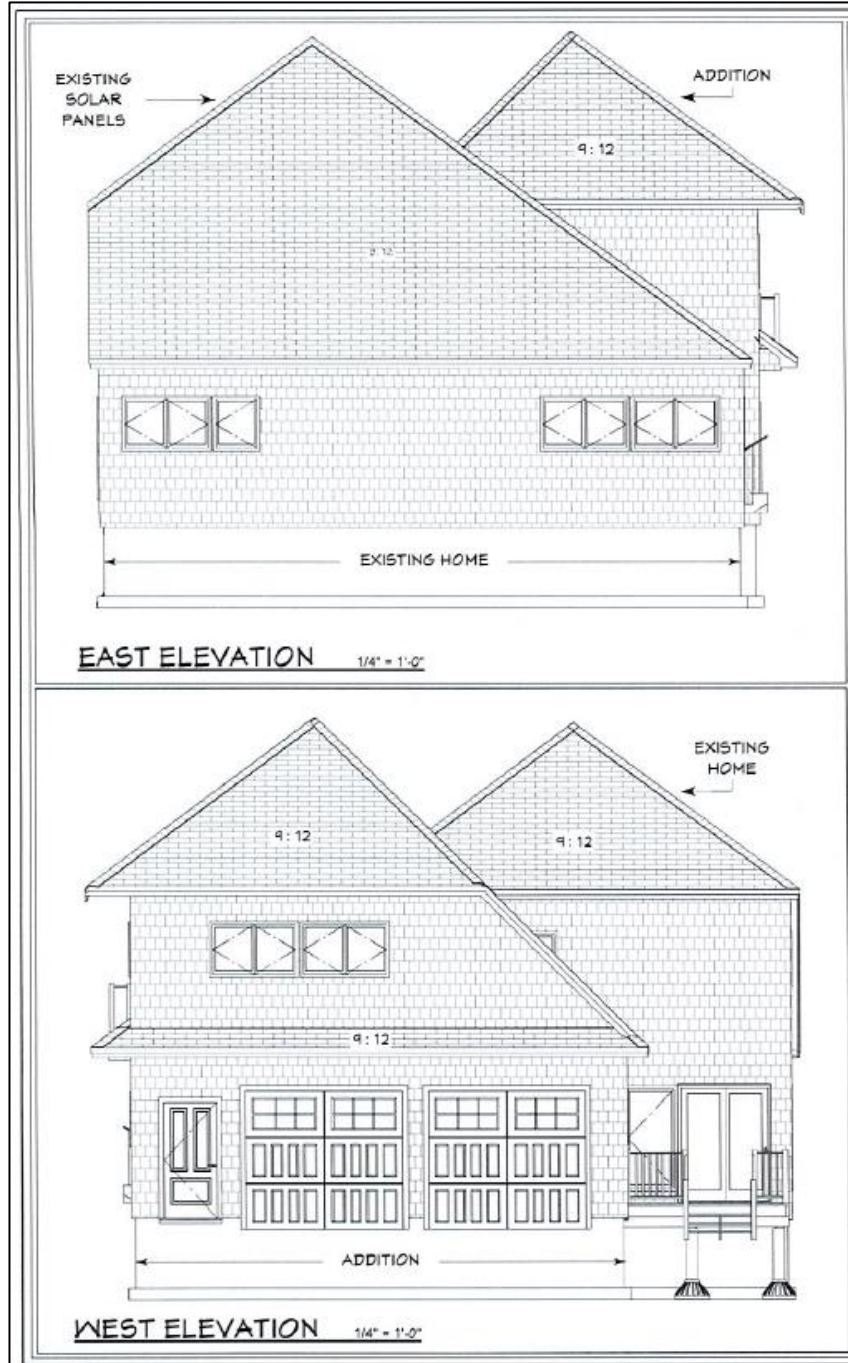 EXISTING
SOLAR
PANELS
ADDITION
9:12
EXISTING HOME
EAST ELEVATION 1/4" = 1'-0"
EXISTING
HOME
9:12
9:12
9:12
ADDITION
WEST ELEVATION 1/4" = 1'-0"